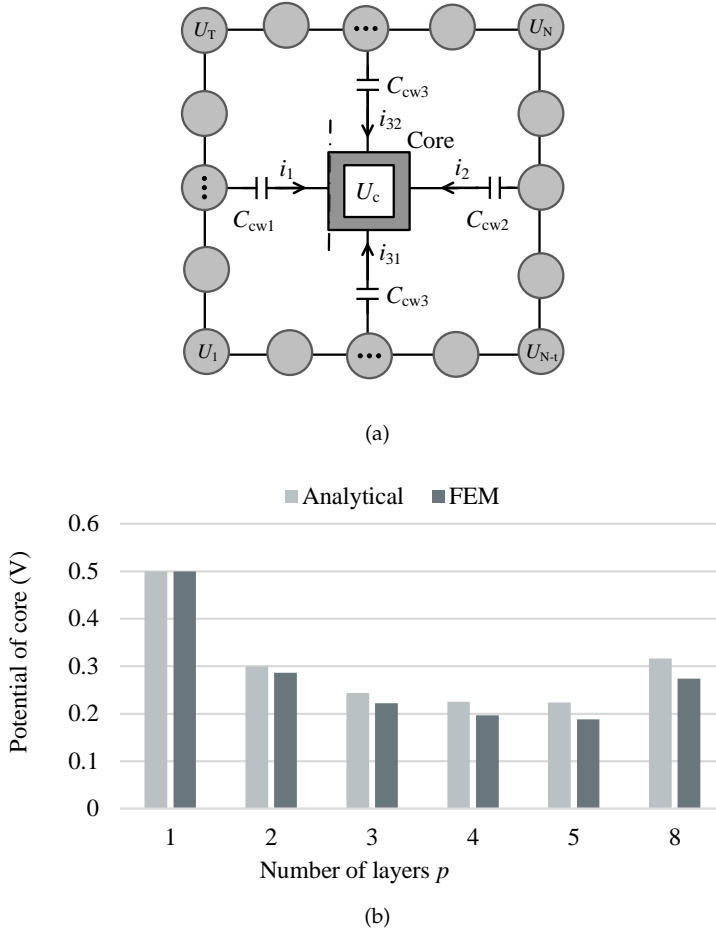 U_T ... U_N
C_cw3
i_32
Core
i_1 i_2
... U_c
C_cw1 C_cw2
i_31
C_cw3
U_1 ... U_N-t
(a)
Analytical FEM
0.6
0.5
0.4
0.3
0.2
0.1
0
Potential of core (V)
1 2 3 4 5 8
Number of layers p
(b)